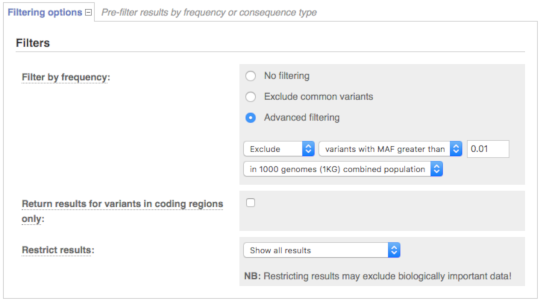 Filtering options Pre-filter results by frequency or consequence type
Filters
Filter by frequency:
No filtering
Exclude common variants
Advanced filtering
Exclude variants with MAF greater than 0.01
in 1000 genomes (1KG) combined population
Return results for variants in coding regions
only:
Restrict results:
Show all results
NB: Restricting results may exclude biologically important data!